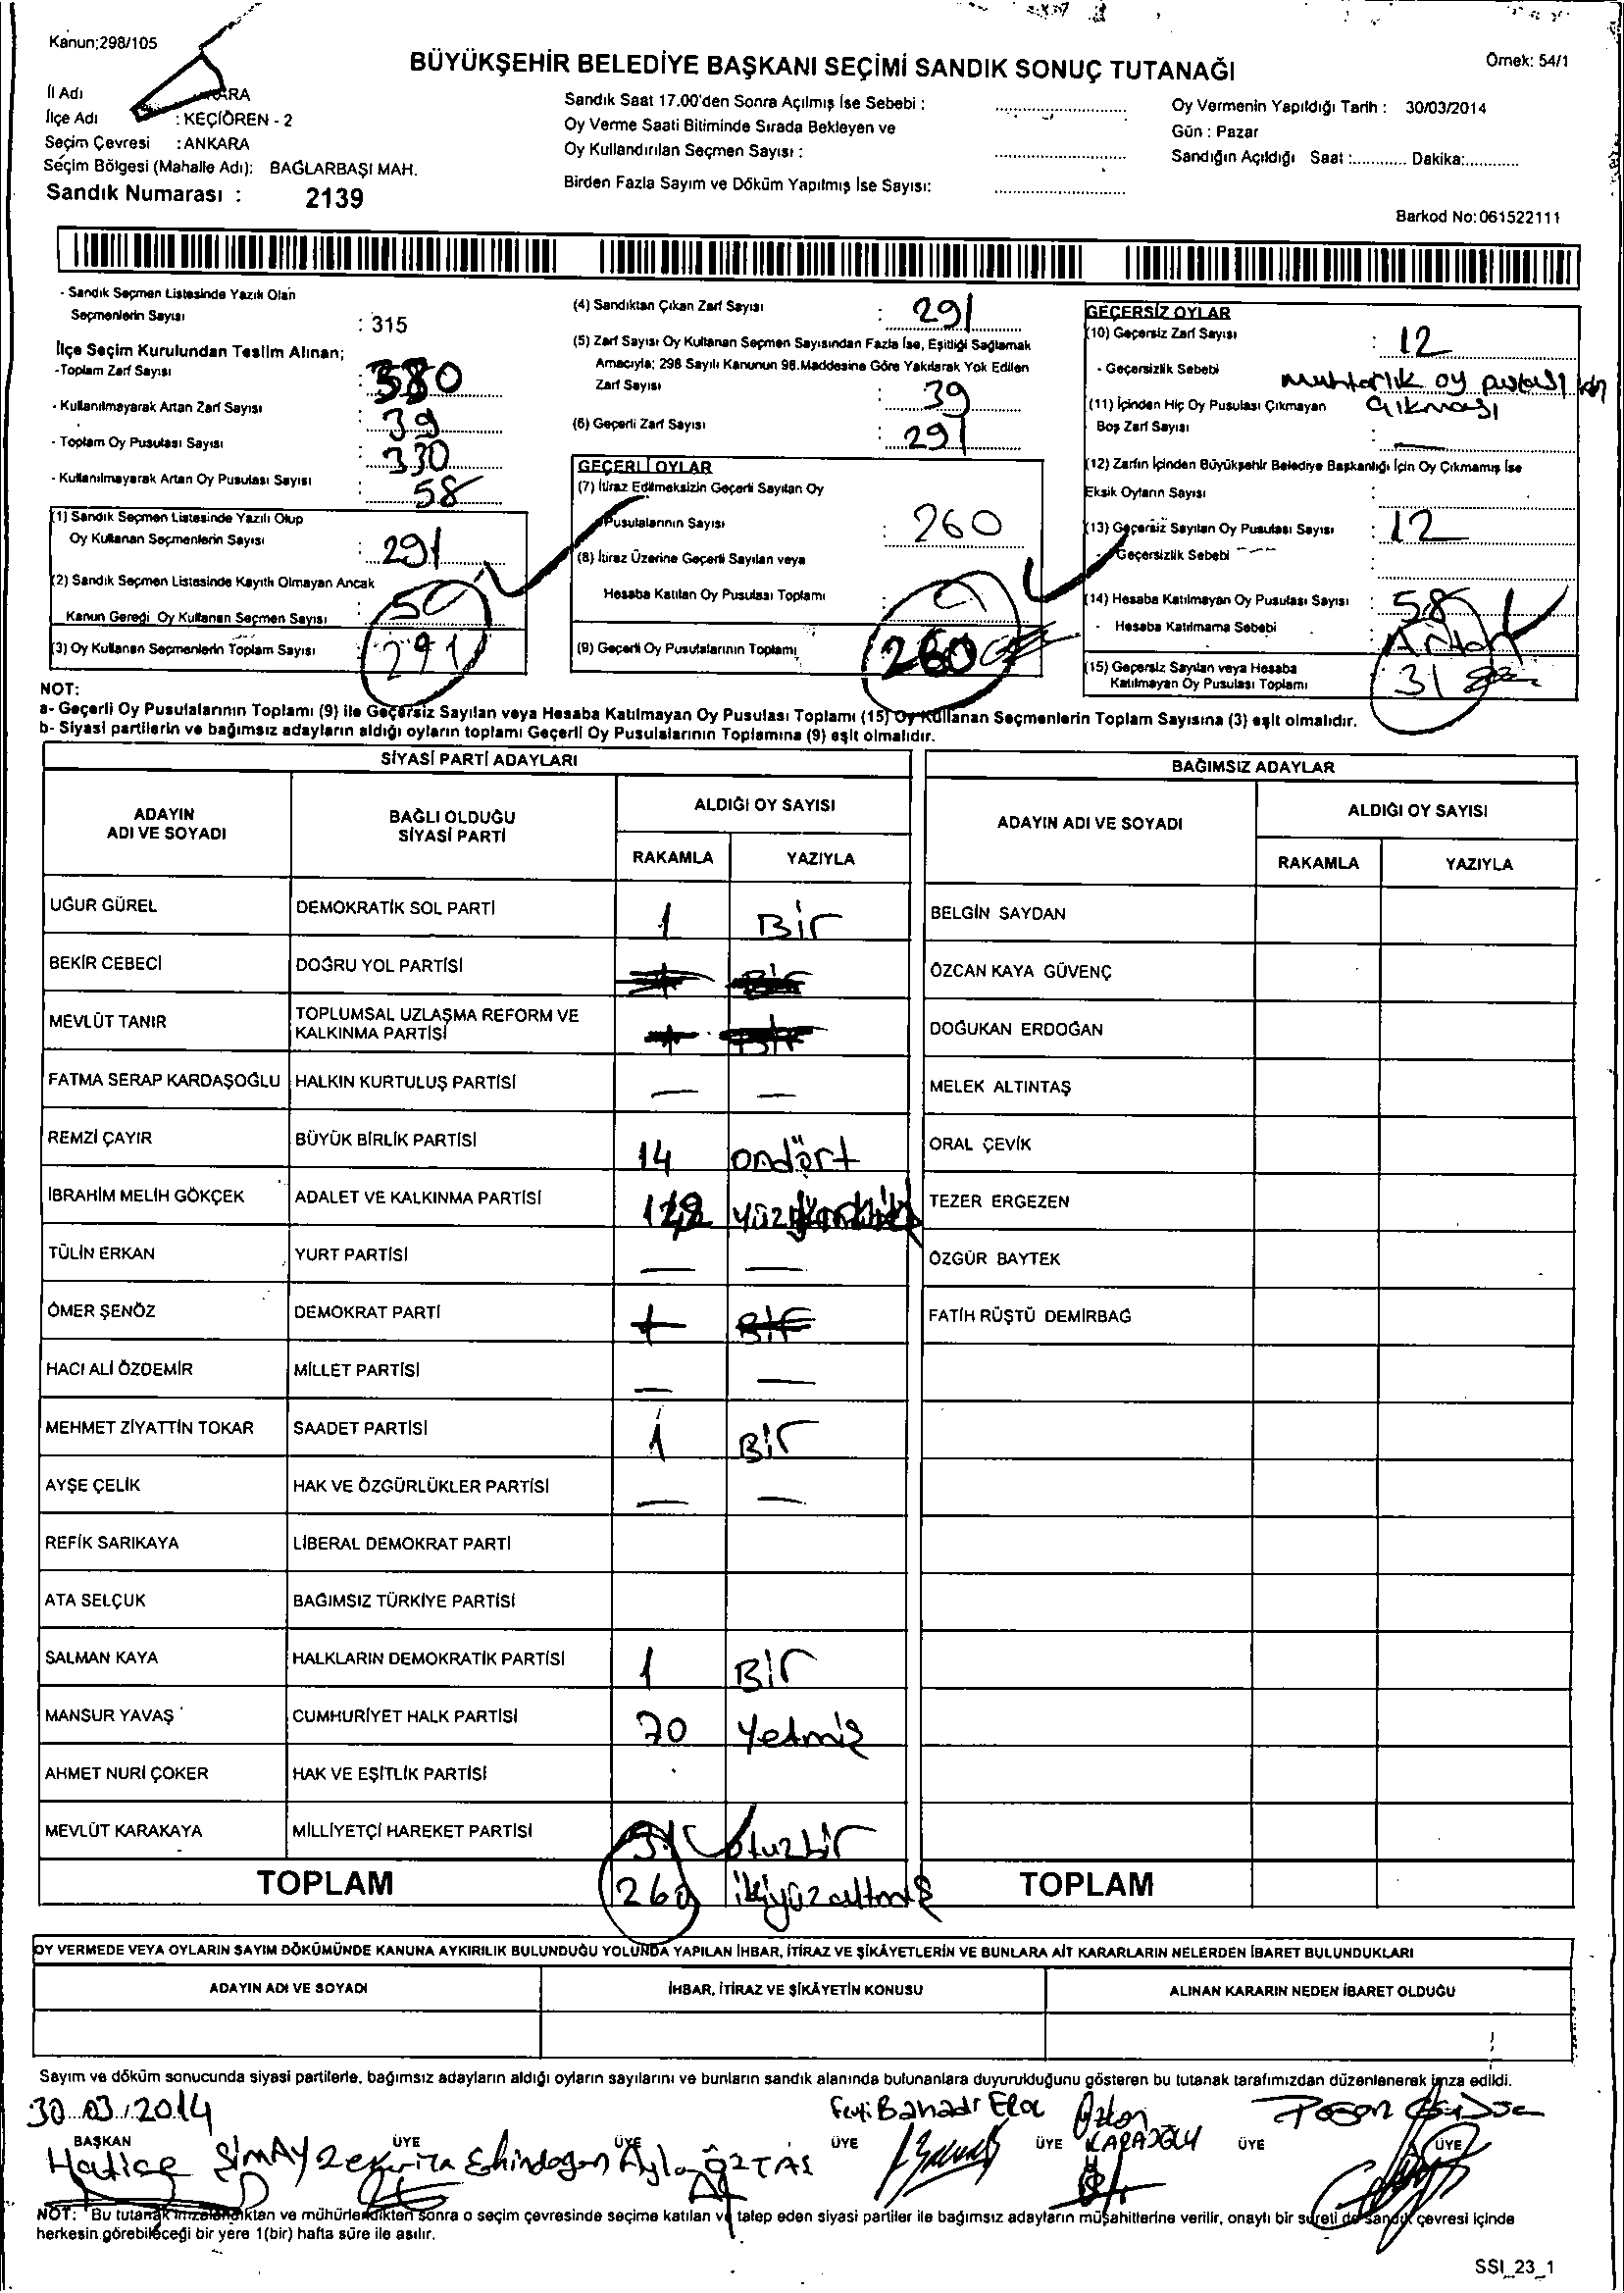 Kanun;298/105
BÜYÜKŞEHİR BELEDİYE BAŞKANI SEÇİMİ SANDIK SONUÇ TUTANAĞI
Örnek: 54/1
İl Adı
İlçe Adı : KEÇİÖREN - 2
Seçim Çevresi : ANKARA
Seçim Bölgesi (Mahalle Adı): BAĞLARBAŞI MAH.
Sandık Numarası : 2139
Sandık Saat 17.00'den Sonra Açılmış İse Sebebi :
Oy Verme Saati Bitiminde Sırada Bekleyen ve
Oy Kullandırılan Seçmen Sayısı :
Birden Fazla Sayım ve Döküm Yapılmış İse Sayısı:
Oy Vermenin Yapıldığı Tarih : 30/03/2014
Gün : Pazar
Sandığın Açıldığı Saat :............ Dakika:............
Barkod No:061522111
- Sandık Seçmen Listesinde Yazılı Olan
Seçmenlerin Sayısı : 315
İlçe Seçim Kurulundan Teslim Alınan;
-Toplam Zarf Sayısı : 380
- Kullanılmayarak Artan Zarf Sayısı : 39
- Toplam Oy Pusulası Sayısı : 330
- Kullanılmayarak Artan Oy Pusulası Sayısı : 58
(1) Sandık Seçmen Listesinde Yazılı Olup
Oy Kullanan Seçmenlerin Sayısı : 291
(2) Sandık Seçmen Listesinde Kayıtlı Olmayan Ancak
Kanun Gereği Oy Kullanan Seçmen Sayısı :
(3) Oy Kullanan Seçmenlerin Toplam Sayısı : 291
(4) Sandıktan Çıkan Zarf Sayısı : 291
(5) Zarf Sayısı Oy Kullanan Seçmen Sayısından Fazla İse, Eşitliği Sağlamak
Amacıyla; 298 Sayılı Kanunun 98.Maddesine Göre Yakılarak Yok Edilen
Zarf Sayısı : 39
(6) Geçerli Zarf Sayısı : 291
GEÇERLİ OYLAR
(7) İtiraz Edilmeksizin Geçerli Sayılan Oy
Pusulalarının Sayısı : 260
(8) İtiraz Üzerine Geçerli Sayılan veya
Hesaba Katılan Oy Pusulası Toplamı :
(9) Geçerli Oy Pusulalarının Toplamı 260
GEÇERSİZ OYLAR
(10) Geçersiz Zarf Sayısı : 12
- Geçersizlik Sebebi muhtarlık oy pusulası
çıkması
(11) İçinden Hiç Oy Pusulası Çıkmayan
Boş Zarf Sayısı : —
(12) Zarfın İçinden Büyükşehir Belediye Başkanlığı İçin Oy Çıkmamış İse
Eksik Oyların Sayısı :
(13) Geçersiz Sayılan Oy Pusulası Sayısı : 12
- Geçersizlik Sebebi
(14) Hesaba Katılmayan Oy Pusulası Sayısı : 58
- Hesaba Katılmama Sebebi : Artan
(15) Geçersiz Sayılan veya Hesaba
Katılmayan Oy Pusulası Toplamı : 31
NOT:
a- Geçerli Oy Pusulalarının Toplamı (9) ile Geçersiz Sayılan veya Hesaba Katılmayan Oy Pusulası Toplamı (15) Oy Kullanan Seçmenlerin Toplam Sayısına (3) eşit olmalıdır.
b- Siyasi partilerin ve bağımsız adayların aldığı oyların toplamı Geçerli Oy Pusulalarının Toplamına (9) eşit olmalıdır.
SİYASİ PARTİ ADAYLARI
ADAYIN ADI VE SOYADI
BAĞLI OLDUĞU SİYASİ PARTİ
ALDIĞI OY SAYISI
RAKAMLA YAZIYLA
UĞUR GÜREL DEMOKRATİK SOL PARTİ 1 Bir
BEKİR CEBECİ DOĞRU YOL PARTİSİ
MEVLÜT TANIR TOPLUMSAL UZLAŞMA REFORM VE KALKINMA PARTİSİ
FATMA SERAP KARDAŞOĞLU HALKIN KURTULUŞ PARTİSİ — —
REMZİ ÇAYIR BÜYÜK BİRLİK PARTİSİ 14 ondört
İBRAHİM MELİH GÖKÇEK ADALET VE KALKINMA PARTİSİ
TÜLİN ERKAN YURT PARTİSİ — —
ÖMER ŞENÖZ DEMOKRAT PARTİ 1 Bir
HACI ALİ ÖZDEMİR MİLLET PARTİSİ — —
MEHMET ZİYATTİN TOKAR SAADET PARTİSİ 1 Bir
AYŞE ÇELİK HAK VE ÖZGÜRLÜKLER PARTİSİ — —
REFİK SARIKAYA LİBERAL DEMOKRAT PARTİ
ATA SELÇUK BAĞIMSIZ TÜRKİYE PARTİSİ
SALMAN KAYA HALKLARIN DEMOKRATİK PARTİSİ 1 Bir
MANSUR YAVAŞ CUMHURİYET HALK PARTİSİ 70 Yetmiş
AHMET NURİ ÇOKER HAK VE EŞİTLİK PARTİSİ
MEVLÜT KARAKAYA MİLLİYETÇİ HAREKET PARTİSİ otuzbir
TOPLAM 260 ikiyüzaltmış
BAĞIMSIZ ADAYLAR
ADAYIN ADI VE SOYADI
ALDIĞI OY SAYISI
RAKAMLA YAZIYLA
BELGİN SAYDAN
ÖZCAN KAYA GÜVENÇ
DOĞUKAN ERDOĞAN
MELEK ALTINTAŞ
ORAL ÇEVİK
TEZER ERGEZEN
ÖZGÜR BAYTEK
FATİH RÜŞTÜ DEMİRBAĞ
TOPLAM
OY VERMEDE VEYA OYLARIN SAYIM DÖKÜMÜNDE KANUNA AYKIRILIK BULUNDUĞU YOLUNDA YAPILAN İHBAR, İTİRAZ VE ŞİKÂYETLERİN VE BUNLARA AİT KARARLARIN NELERDEN İBARET BULUNDUKLARI
ADAYIN ADI VE SOYADI İHBAR, İTİRAZ VE ŞİKÂYETİN KONUSU ALINAN KARARIN NEDEN İBARET OLDUĞU
Sayım ve döküm sonucunda siyasi partilerle, bağımsız adayların aldığı oyların sayılarını ve bunların sandık alanında bulunanlara duyurukduğunu gösteren bu tutanak tarafımızdan düzenlenerek imza edildi.
30.03.2014
BAŞKAN ÜYE ÜYE ÜYE ÜYE ÜYE ÜYE
Hatice ŞİMAY Zekeriya ÖZTAŞ
KARAOĞLU
NOT: Bu tutanak imzalandıktan ve mühürlendikten sonra o seçim çevresinde seçime katılan ve talep eden siyasi partiler ile bağımsız adayların müşahitlerine verilir, onaylı bir sureti de sandık çevresi içinde
herkesin görebileceği bir yere 1(bir) hafta süre ile asılır.
SSI_23_1